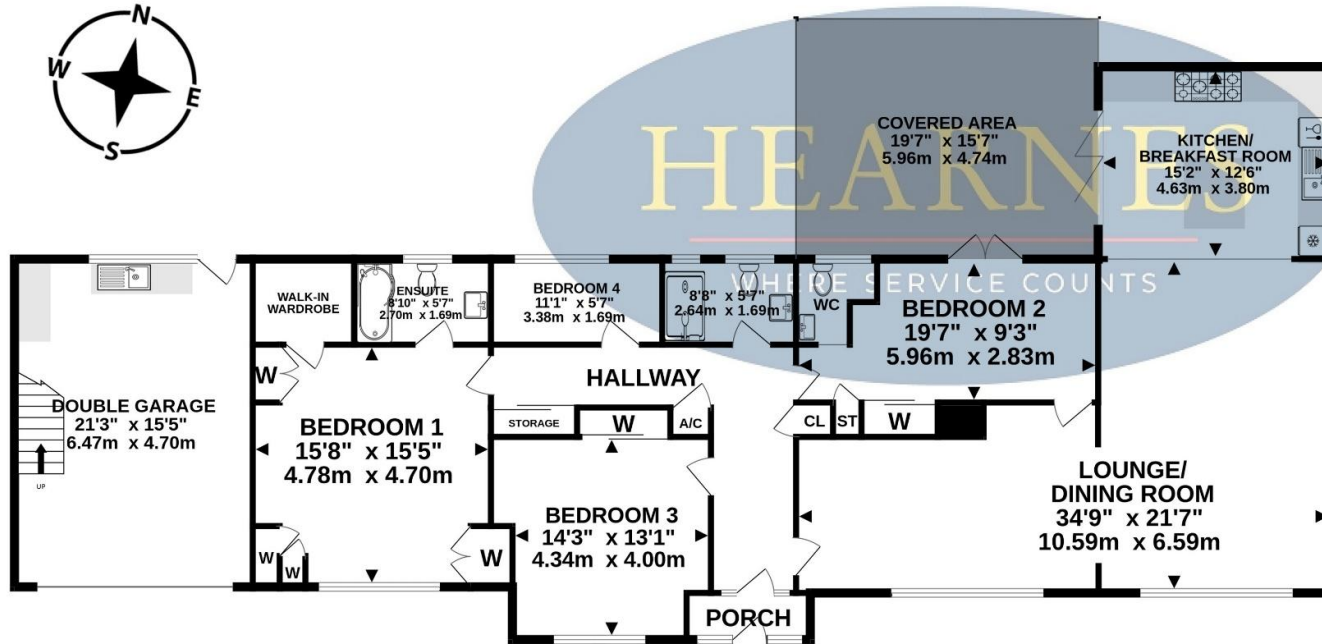 N
W
E
S
HEARNES
WHERE SERVICE COUNTS
COVERED AREA
19'7" x 15'7"
5.96m x 4.74m
KITCHEN/
BREAKFAST ROOM
15'2" x 12'6"
4.63m x 3.80m
WALK-IN
WARDROBE
ENSUITE
8'10" x 5'7"
2.70m x 1.69m
BEDROOM 4
11'1" x 5'7"
3.38m x 1.69m
8'8" x 5'7"
2.64m x 1.69m
WC
BEDROOM 2
19'7" x 9'3"
5.96m x 2.83m
W
HALLWAY
DOUBLE GARAGE
21'3" x 15'5"
6.47m x 4.70m
UP
BEDROOM 1
15'8" x 15'5"
4.78m x 4.70m
STORAGE
W
A/C
CL
ST
W
BEDROOM 3
14'3" x 13'1"
4.34m x 4.00m
LOUNGE/
DINING ROOM
34'9" x 21'7"
10.59m x 6.59m
W
W
W
PORCH